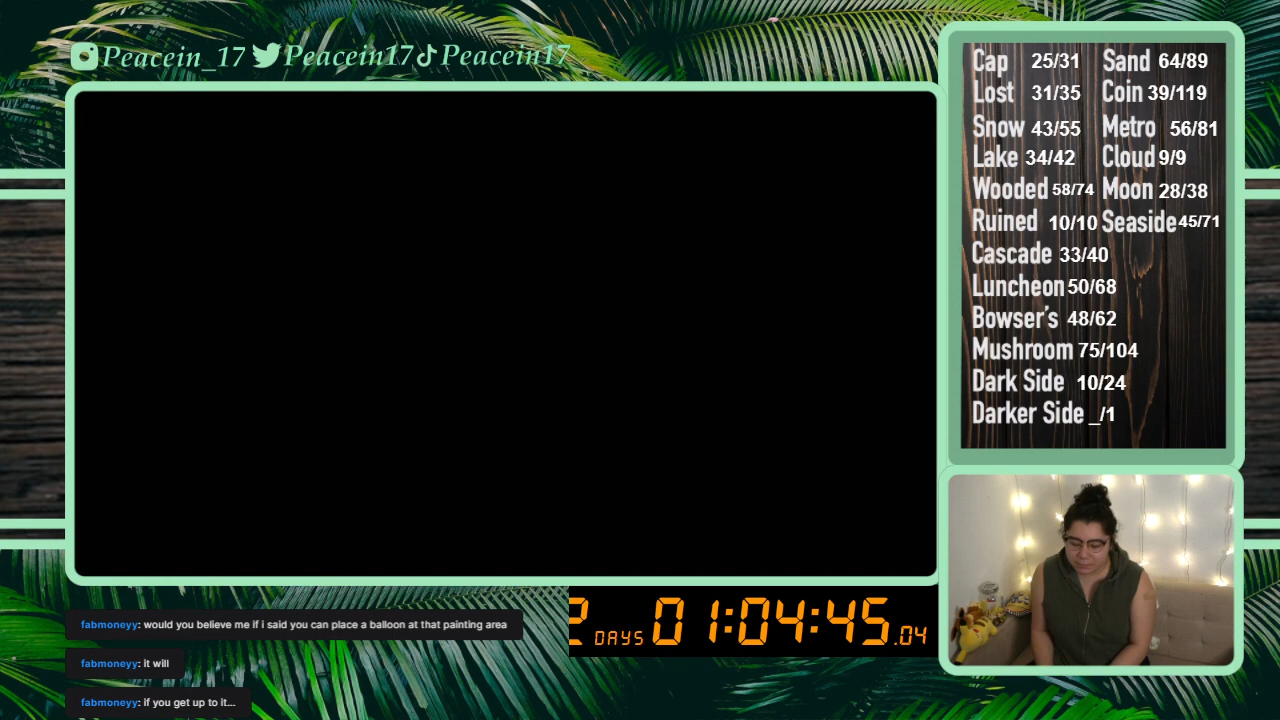 Peacein_17 Peacein17 Peacein17
Cap 25/31 Sand 64/89
Lost 31/35 Coin 39/119
Snow 43/55 Metro 56/81
Lake 34/42 Cloud 9/9
Wooded 58/74 Moon 28/38
Ruined 10/10 Seaside 45/71
Cascade 33/40
Luncheon 50/68
Bowser's 48/62
Mushroom 75/104
Dark Side 10/24
Darker Side _/1
2 DAYS 01:04:45.04
fabmoneyy: would you believe me if i said you can place a balloon at that painting area
fabmoneyy: it will
fabmoneyy: if you get up to it...